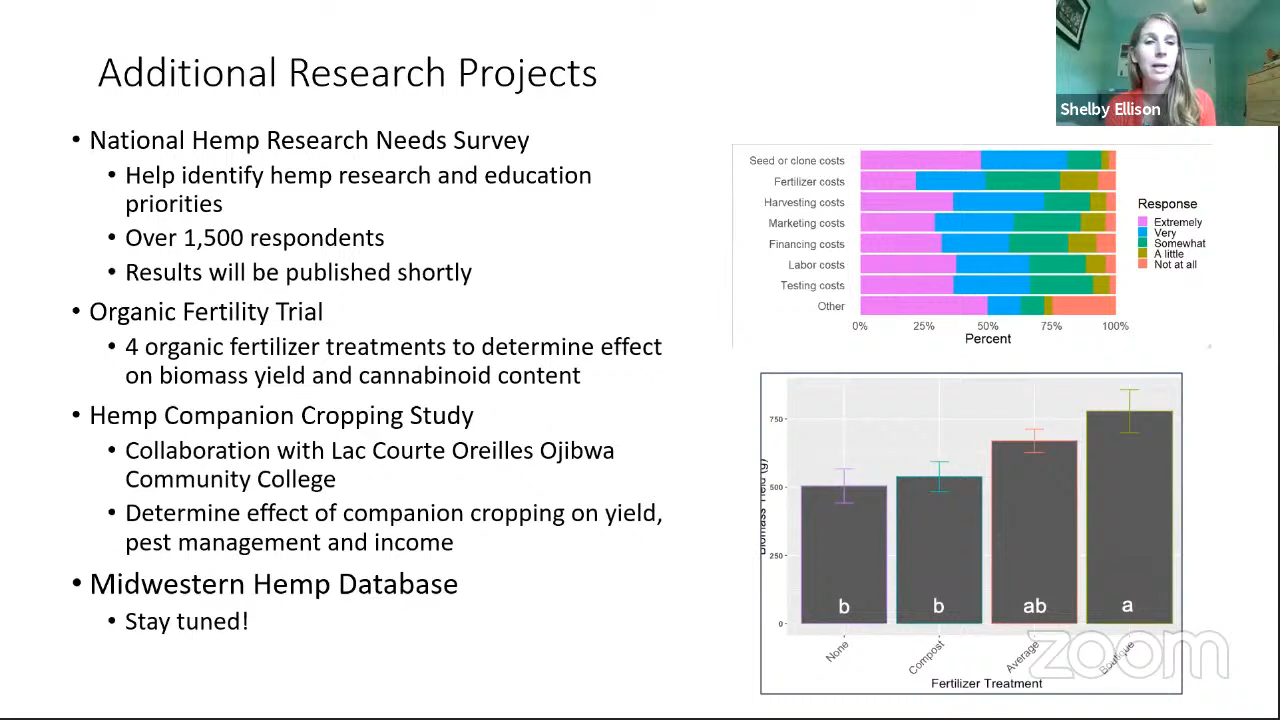 Additional Research Projects
Shelby Ellison
• National Hemp Research Needs Survey
• Help identify hemp research and education
priorities
• Over 1,500 respondents
• Results will be published shortly
• Organic Fertility Trial
• 4 organic fertilizer treatments to determine effect
on biomass yield and cannabinoid content
• Hemp Companion Cropping Study
• Collaboration with Lac Courte Oreilles Ojibwa
Community College
• Determine effect of companion cropping on yield,
pest management and income
• Midwestern Hemp Database
• Stay tuned!
Seed or clone costs
Fertilizer costs
Harvesting costs
Marketing costs
Financing costs
Labor costs
Testing costs
Other
0% 25% 50% 75% 100%
Percent
Response
Extremely
Very
Somewhat
A little
Not at all
750
500
250
0
Biomass Yield (g)
b b ab a
None Compost Average Boutique
Fertilizer Treatment
zoom